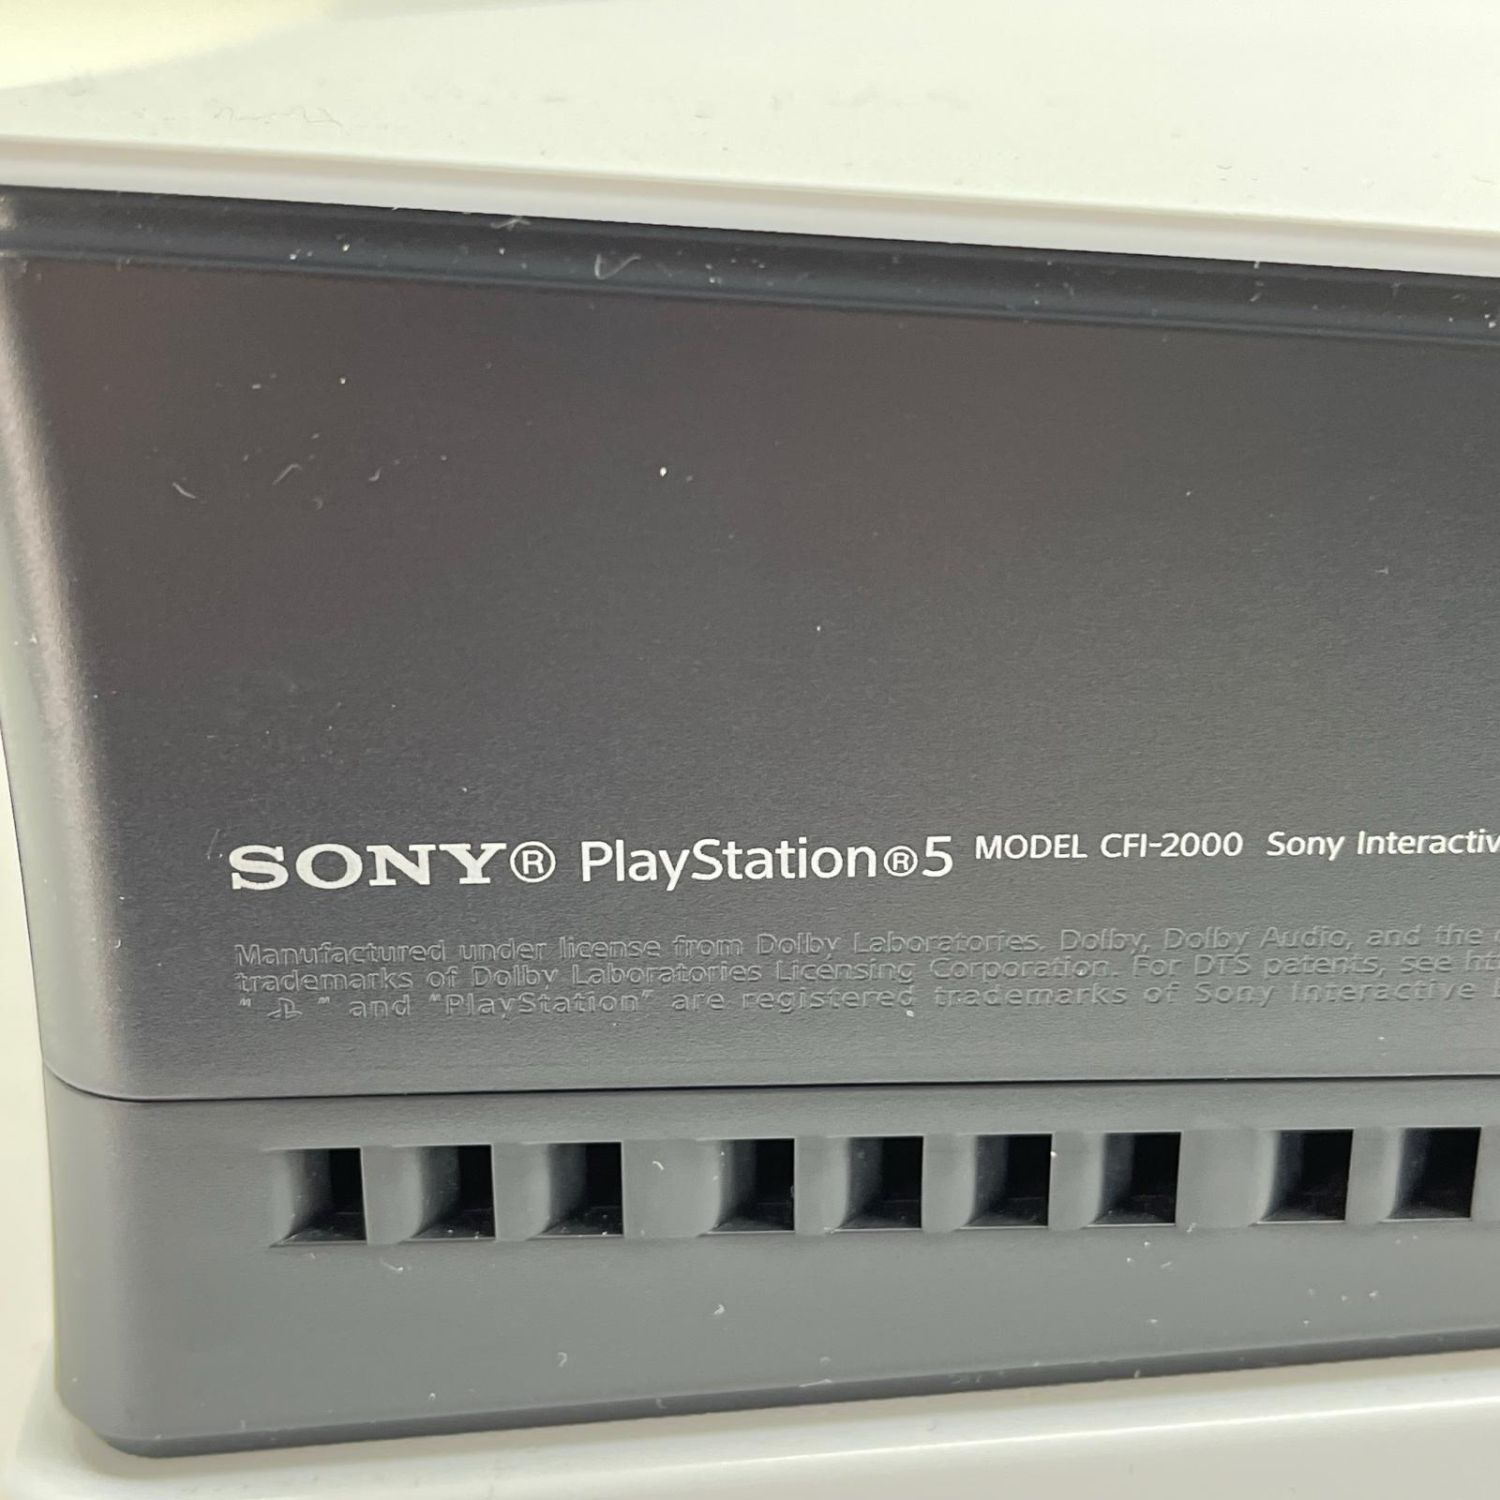 SONY® PlayStation®5 MODEL CFI-2000 Sony
Manufactured under license from Dolby Laboratories. Dolby, Dolby Audio, and the
trademarks of Dolby Laboratories Licensing Corporation. For DTS patents, see
" " and "PlayStation" are registered trademarks of Sony Interactive